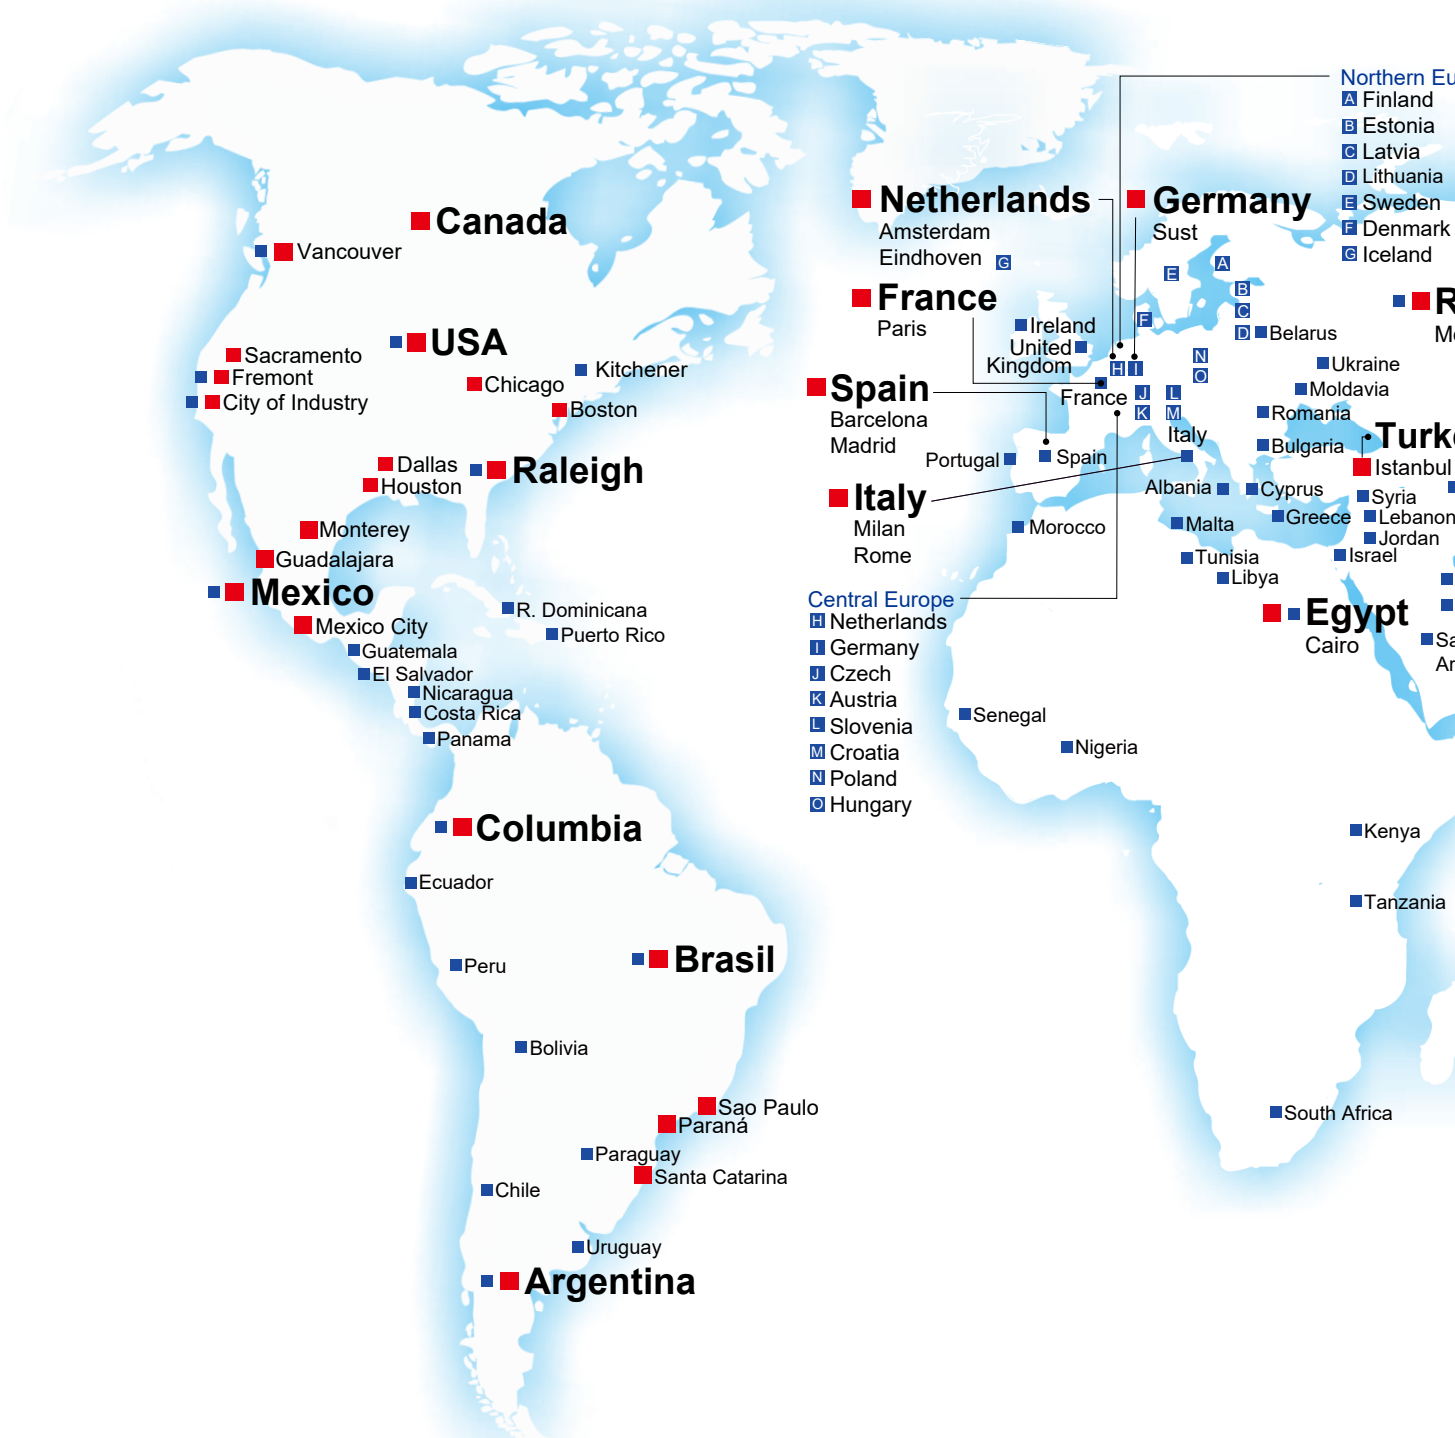 Canada
Vancouver
USA
Sacramento
Fremont
City of Industry
Chicago
Kitchener
Boston
Dallas
Houston
Raleigh
Monterey
Guadalajara
Mexico
Mexico City
R. Dominicana
Puerto Rico
Guatemala
El Salvador
Nicaragua
Costa Rica
Panama
Columbia
Ecuador
Peru
Brasil
Bolivia
Sao Paulo
Paraná
Paraguay
Santa Catarina
Chile
Uruguay
Argentina
Netherlands
Amsterdam
Eindhoven
G
France
Paris
Spain
Barcelona
Madrid
Italy
Milan
Rome
Germany
Sust
Northern Eu
A Finland
B Estonia
C Latvia
D Lithuania
E Sweden
F Denmark
G Iceland
E
A
B
C
D
F
Ireland
United
Kingdom
H
I
N
O
J
L
K
M
France
Italy
Portugal
Spain
Belarus
Ukraine
Moldavia
Romania
Bulgaria
R
Mo
Turk
Istanbul
Albania
Cyprus
Greece
Syria
Lebanon
Jordan
Israel
Malta
Morocco
Tunisia
Libya
Egypt
Cairo
Sa
Ar
Central Europe
H Netherlands
I Germany
J Czech
K Austria
L Slovenia
M Croatia
N Poland
O Hungary
Senegal
Nigeria
Kenya
Tanzania
South Africa